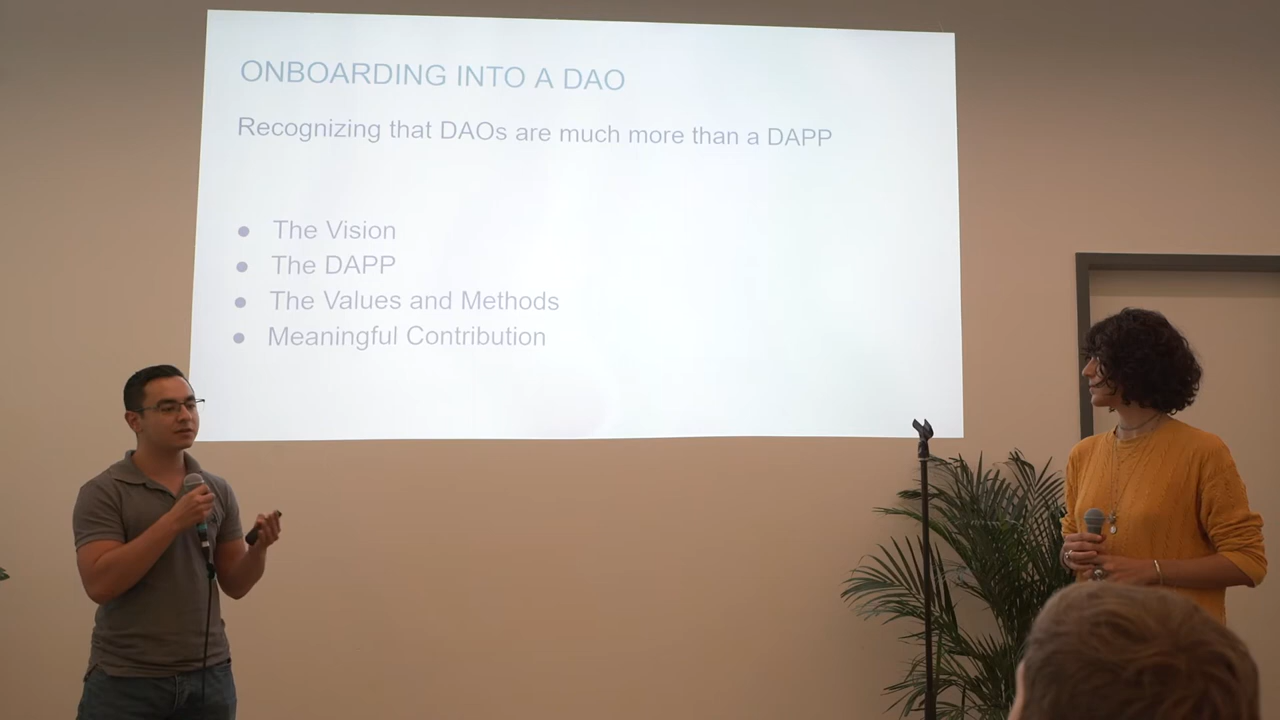 ONBOARDING INTO A DAO
Recognizing that DAOs are much more than a DAPP
● The Vision
● The DAPP
● The Values and Methods
● Meaningful Contribution